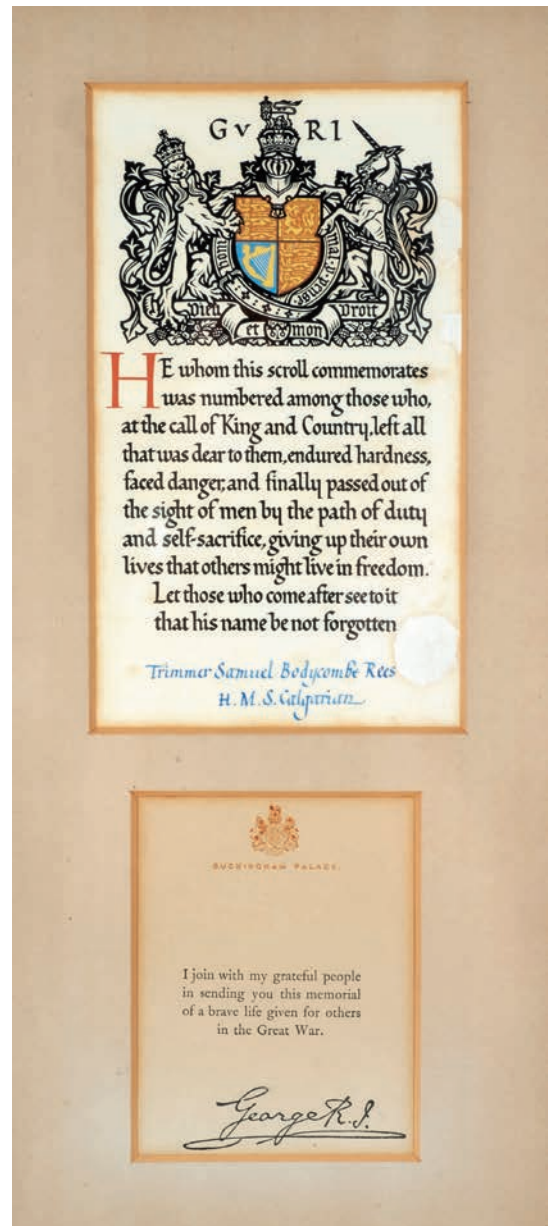 G V R I
Honi
mal·y·pense
Dieu
Droit
et mon
HE whom this scroll commemorates
was numbered among those who,
at the call of King and Country, left all
that was dear to them, endured hardness,
faced danger, and finally passed out of
the sight of men by the path of duty
and self-sacrifice, giving up their own
lives that others might live in freedom.
Let those who come after see to it
that his name be not forgotten
Trimmer Samuel Bodycombe Rees
H. M. S. Calgarian
BUCKINGHAM PALACE.
I join with my grateful people
in sending you this memorial
of a brave life given for others
in the Great War.
George R.I.